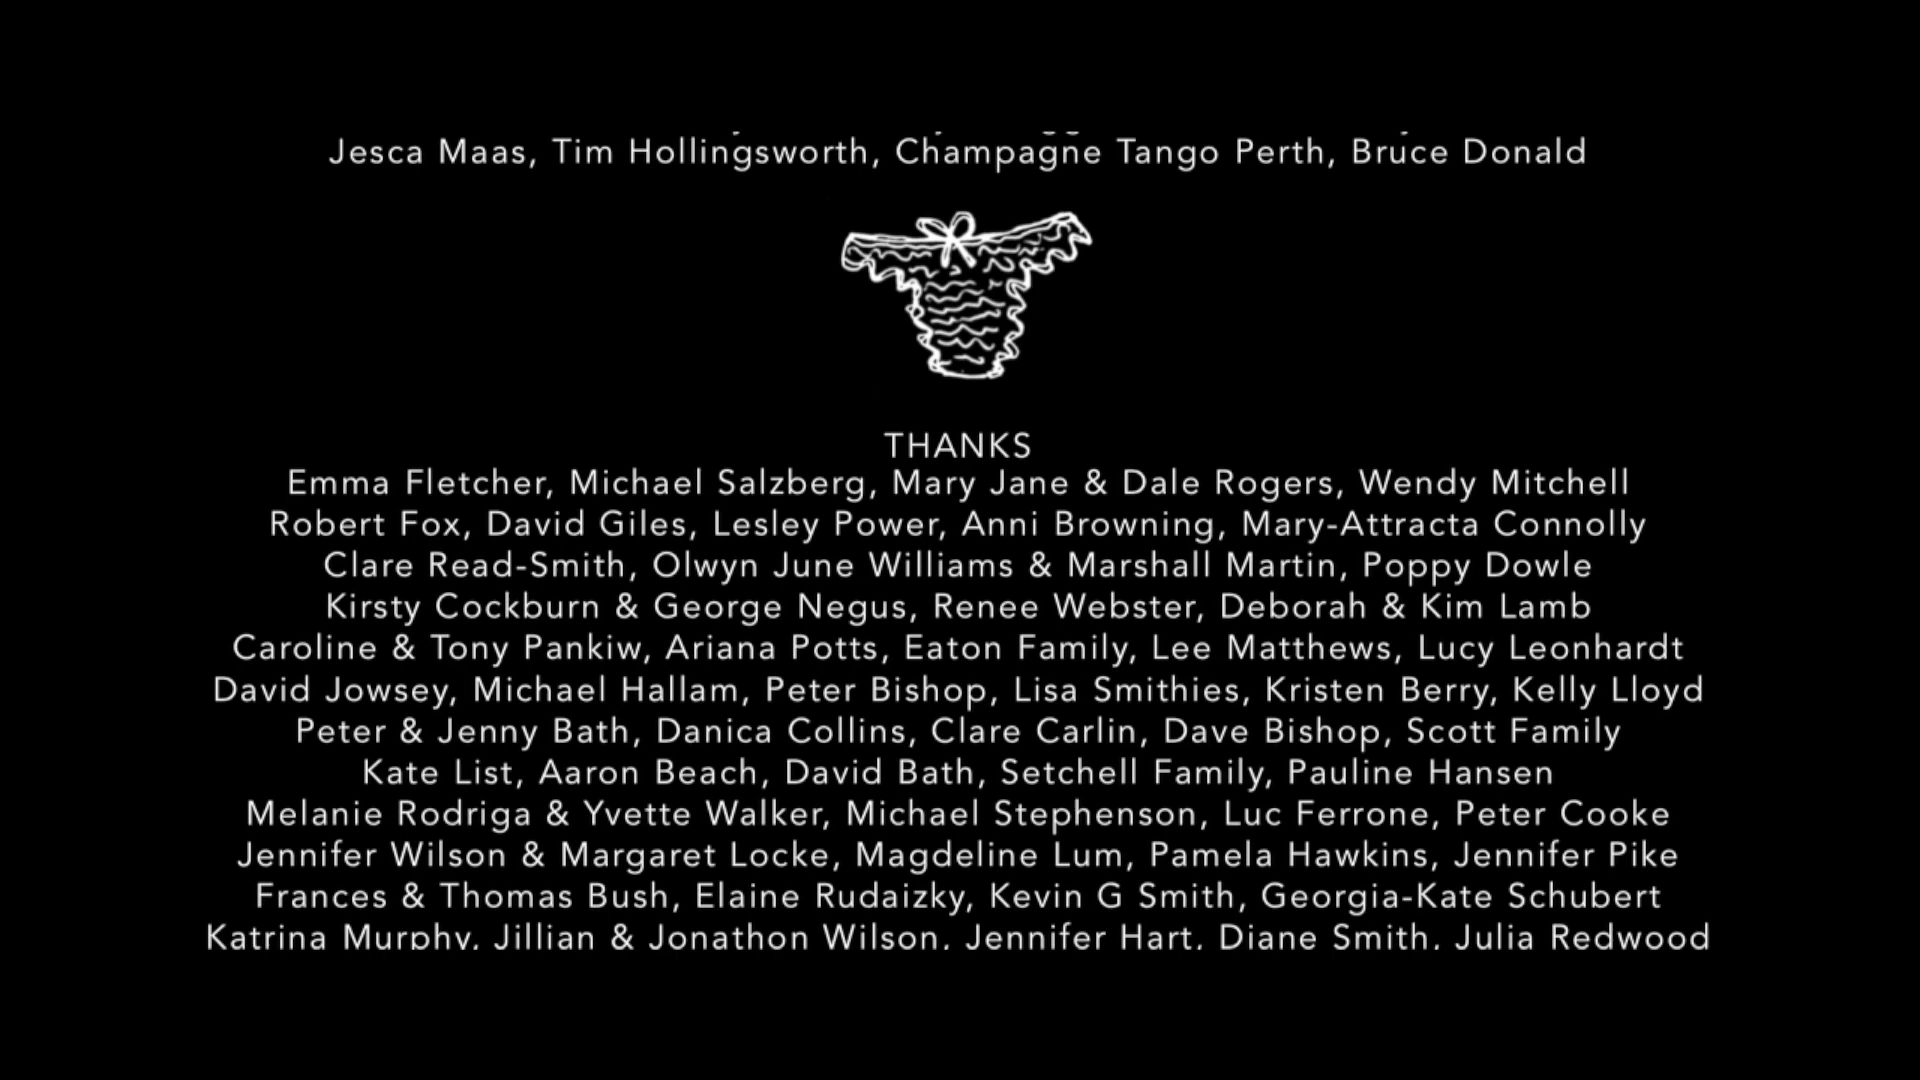 Jesca Maas, Tim Hollingsworth, Champagne Tango Perth, Bruce Donald
THANKS
Emma Fletcher, Michael Salzberg, Mary Jane & Dale Rogers, Wendy Mitchell
Robert Fox, David Giles, Lesley Power, Anni Browning, Mary-Attracta Connolly
Clare Read-Smith, Olwyn June Williams & Marshall Martin, Poppy Dowle
Kirsty Cockburn & George Negus, Renee Webster, Deborah & Kim Lamb
Caroline & Tony Pankiw, Ariana Potts, Eaton Family, Lee Matthews, Lucy Leonhardt
David Jowsey, Michael Hallam, Peter Bishop, Lisa Smithies, Kristen Berry, Kelly Lloyd
Peter & Jenny Bath, Danica Collins, Clare Carlin, Dave Bishop, Scott Family
Kate List, Aaron Beach, David Bath, Setchell Family, Pauline Hansen
Melanie Rodriga & Yvette Walker, Michael Stephenson, Luc Ferrone, Peter Cooke
Jennifer Wilson & Margaret Locke, Magdeline Lum, Pamela Hawkins, Jennifer Pike
Frances & Thomas Bush, Elaine Rudaizky, Kevin G Smith, Georgia-Kate Schubert
Katrina Murphy, Jillian & Jonathon Wilson, Jennifer Hart, Diane Smith, Julia Redwood